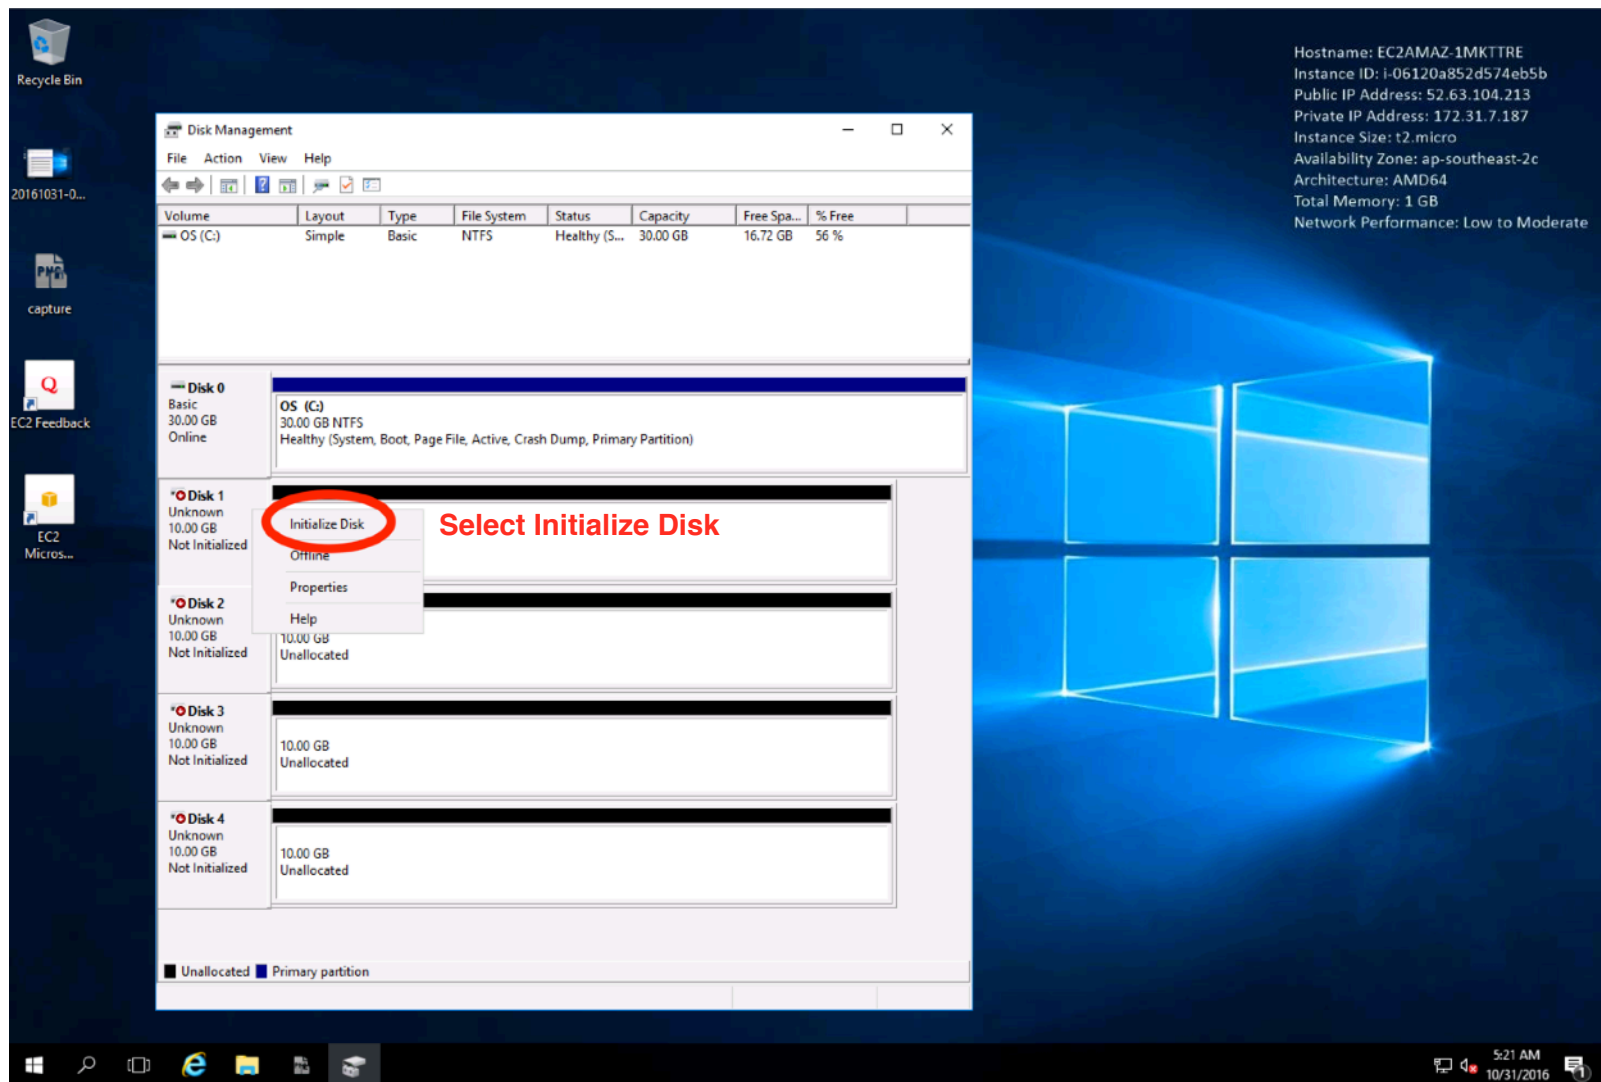 Recycle Bin
20161031-0...
capture
EC2 Feedback
EC2
Micros...
Hostname: EC2AMAZ-1MKTTRE
Instance ID: i-06120a852d574eb5b
Public IP Address: 52.63.104.213
Private IP Address: 172.31.7.187
Instance Size: t2.micro
Availability Zone: ap-southeast-2c
Architecture: AMD64
Total Memory: 1 GB
Network Performance: Low to Moderate
Disk Management
File Action View Help
Volume Layout Type File System Status Capacity Free Spa... % Free
OS (C:) Simple Basic NTFS Healthy (S... 30.00 GB 16.72 GB 56 %
Disk 0
Basic
30.00 GB
Online
OS (C:)
30.00 GB NTFS
Healthy (System, Boot, Page File, Active, Crash Dump, Primary Partition)
Disk 1
Unknown
10.00 GB
Not Initialized
Initialize Disk
Offline
Properties
Help
Select Initialize Disk
Disk 2
Unknown
10.00 GB
Not Initialized
10.00 GB
Unallocated
Disk 3
Unknown
10.00 GB
Not Initialized
10.00 GB
Unallocated
Disk 4
Unknown
10.00 GB
Not Initialized
10.00 GB
Unallocated
Unallocated Primary partition
5:21 AM
10/31/2016
1